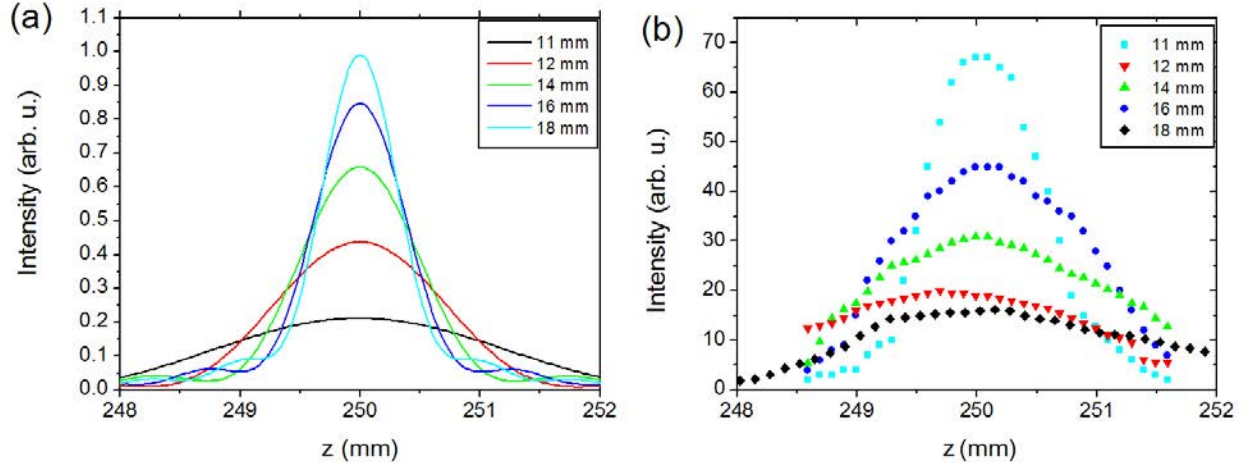 (a)
1.1
1.0
0.9
0.8
0.7
0.6
0.5
0.4
0.3
0.2
0.1
0.0
Intensity (arb. u.)
11 mm
12 mm
14 mm
16 mm
18 mm
248 249 250 251 252
z (mm)
(b)
70
60
50
40
30
20
10
0
Intensity (arb. u.)
11 mm
12 mm
14 mm
16 mm
18 mm
248 249 250 251 252
z (mm)